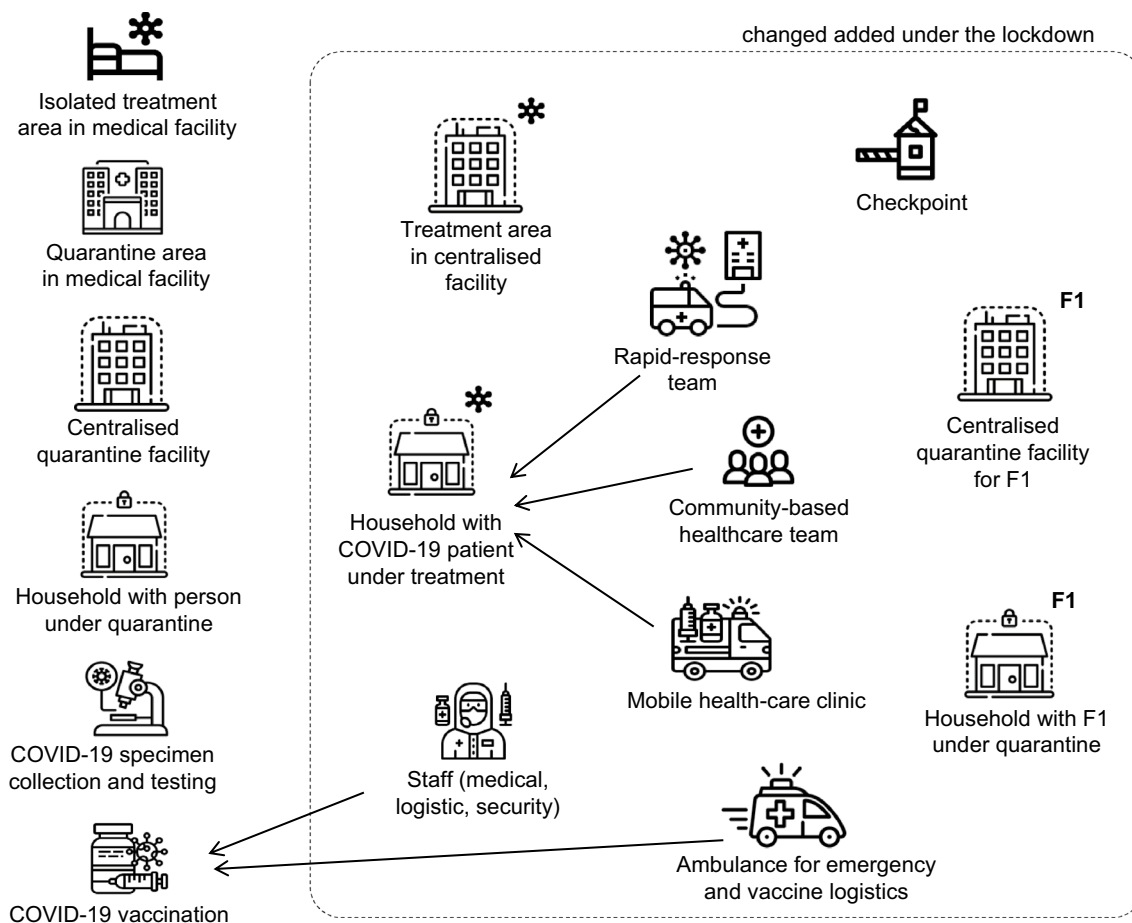 changed added under the lockdown
Isolated treatment
area in medical facility
Quarantine area
in medical facility
Centralised
quarantine facility
Household with person
under quarantine
COVID-19 specimen
collection and testing
COVID-19 vaccination
Treatment area
in centralised
facility
Checkpoint
Rapid-response
team
F1
Centralised
quarantine facility
for F1
Household with
COVID-19 patient
under treatment
Community-based
healthcare team
Mobile health-care clinic
F1
Household with F1
under quarantine
Staff (medical,
logistic, security)
Ambulance for emergency
and vaccine logistics